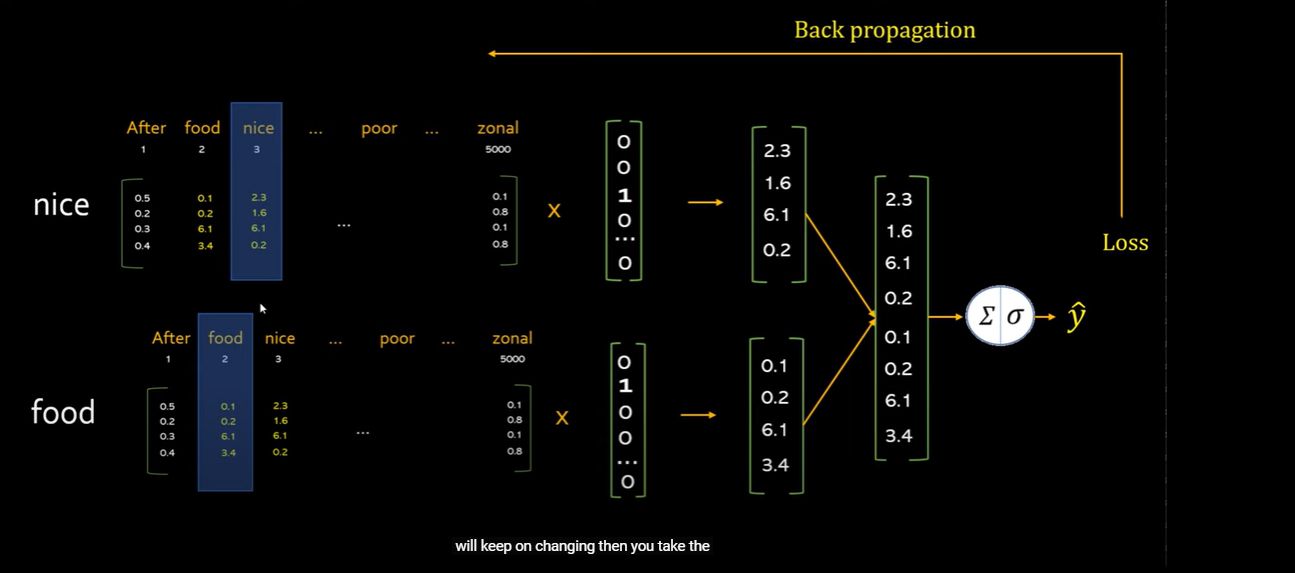 Back propagation
After food nice ... poor ... zonal
1 2 3 5000
nice
0.5 0.1 2.3 0.1
0.2 0.2 1.6 0.8
0.3 6.1 6.1 ... 0.1
0.4 3.4 0.2 0.8
X
0
0
1
0
...
0
2.3
1.6
6.1
0.2
2.3
1.6
6.1
0.2
0.1
0.2
6.1
3.4
Loss
Σ σ
ŷ
After food nice ... poor ... zonal
1 2 3 5000
food
0.5 0.1 2.3 0.1
0.2 0.2 1.6 0.8
0.3 6.1 6.1 ... 0.1
0.4 3.4 0.2 0.8
X
0
1
0
0
...
0
0.1
0.2
6.1
3.4
will keep on changing then you take the